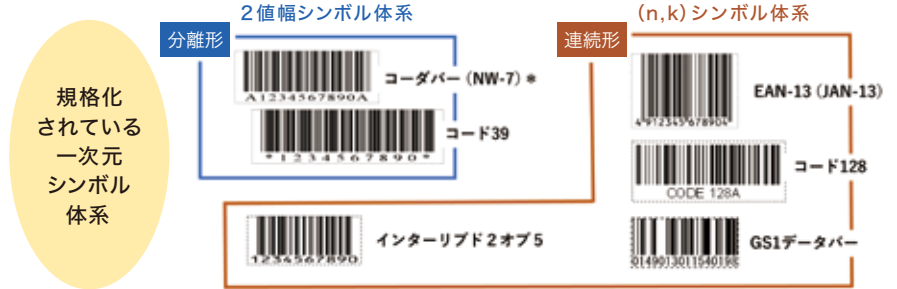 規格化
されている
一次元
シンボル
体系
2値幅シンボル体系
分離形
コーダバー（NW-7）*
A1234567890A
コード39
*1234567890*
(n,k)シンボル体系
連続形
EAN-13（JAN-13）
4912345678904
コード128
CODE 128A
インターリブド2オブ5
1234567890
GS1データバー